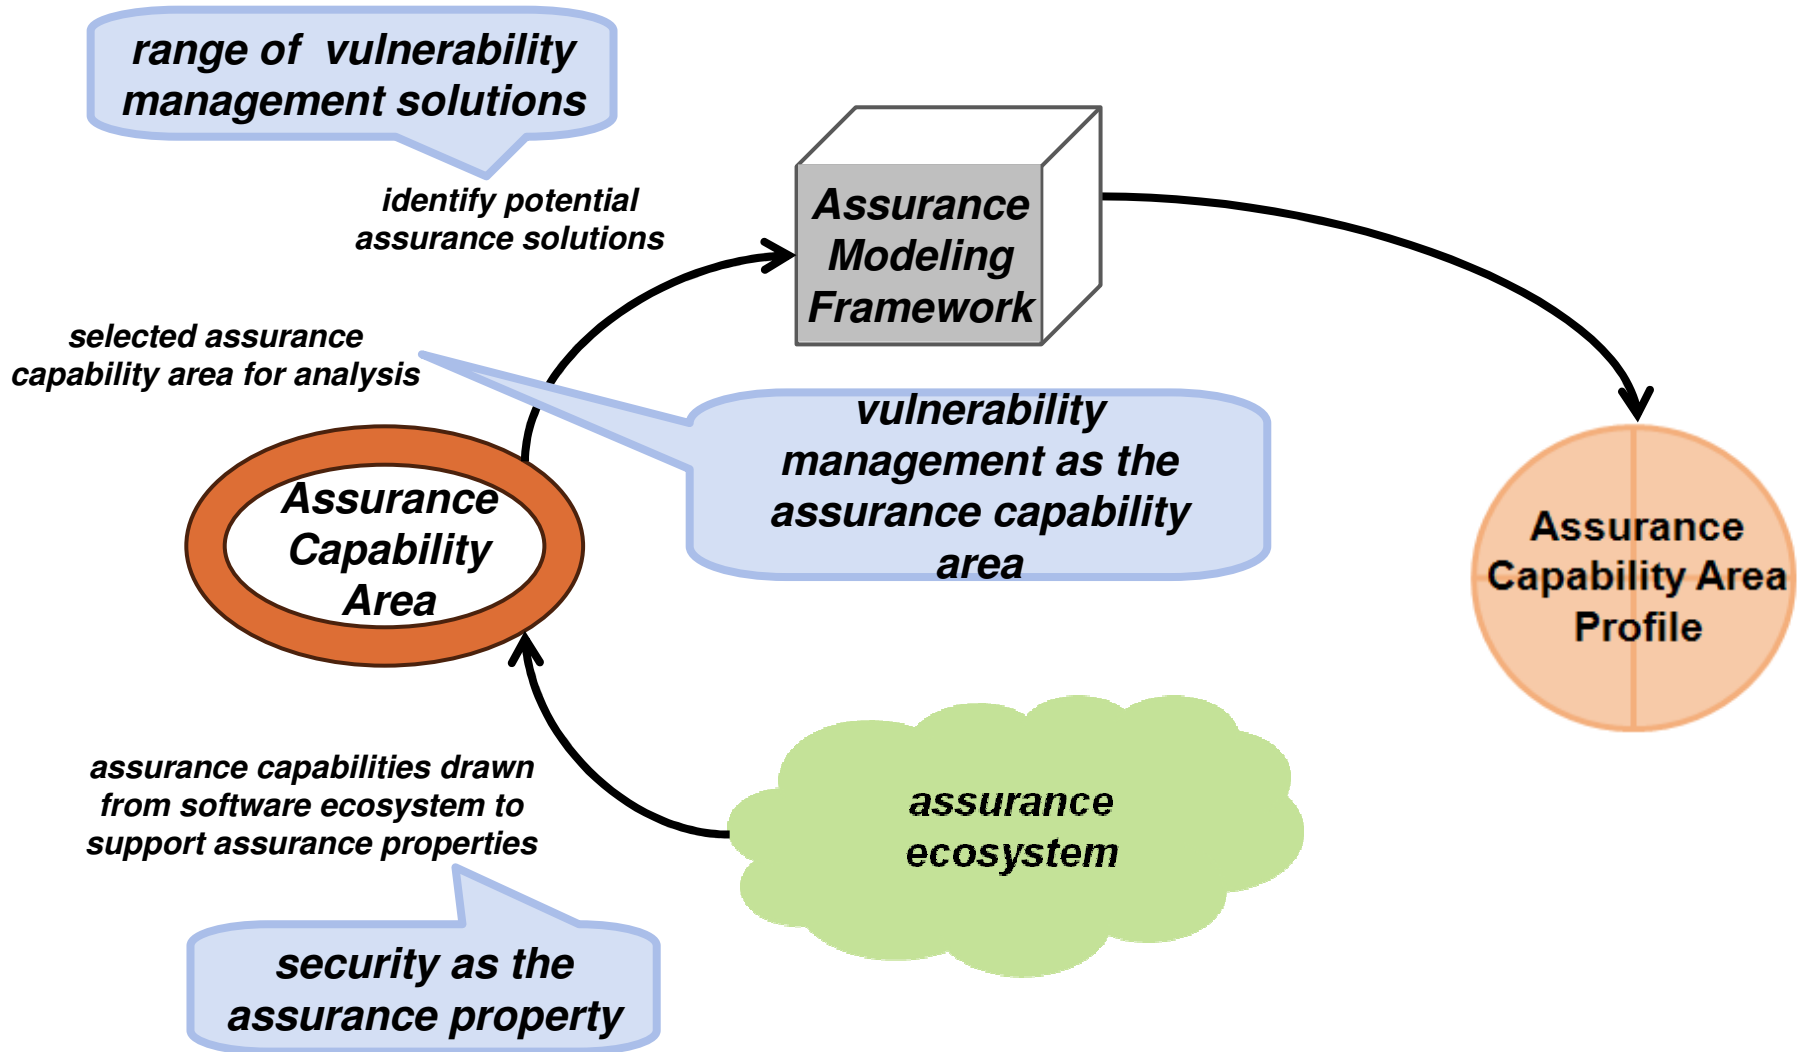 range of vulnerability
management solutions
identify potential
assurance solutions
Assurance
Modeling
Framework
selected assurance
capability area for analysis
vulnerability
management as the
assurance capability
area
Assurance
Capability
Area
Assurance
Capability Area
Profile
assurance capabilities drawn
from software ecosystem to
support assurance properties
assurance
ecosystem
security as the
assurance property